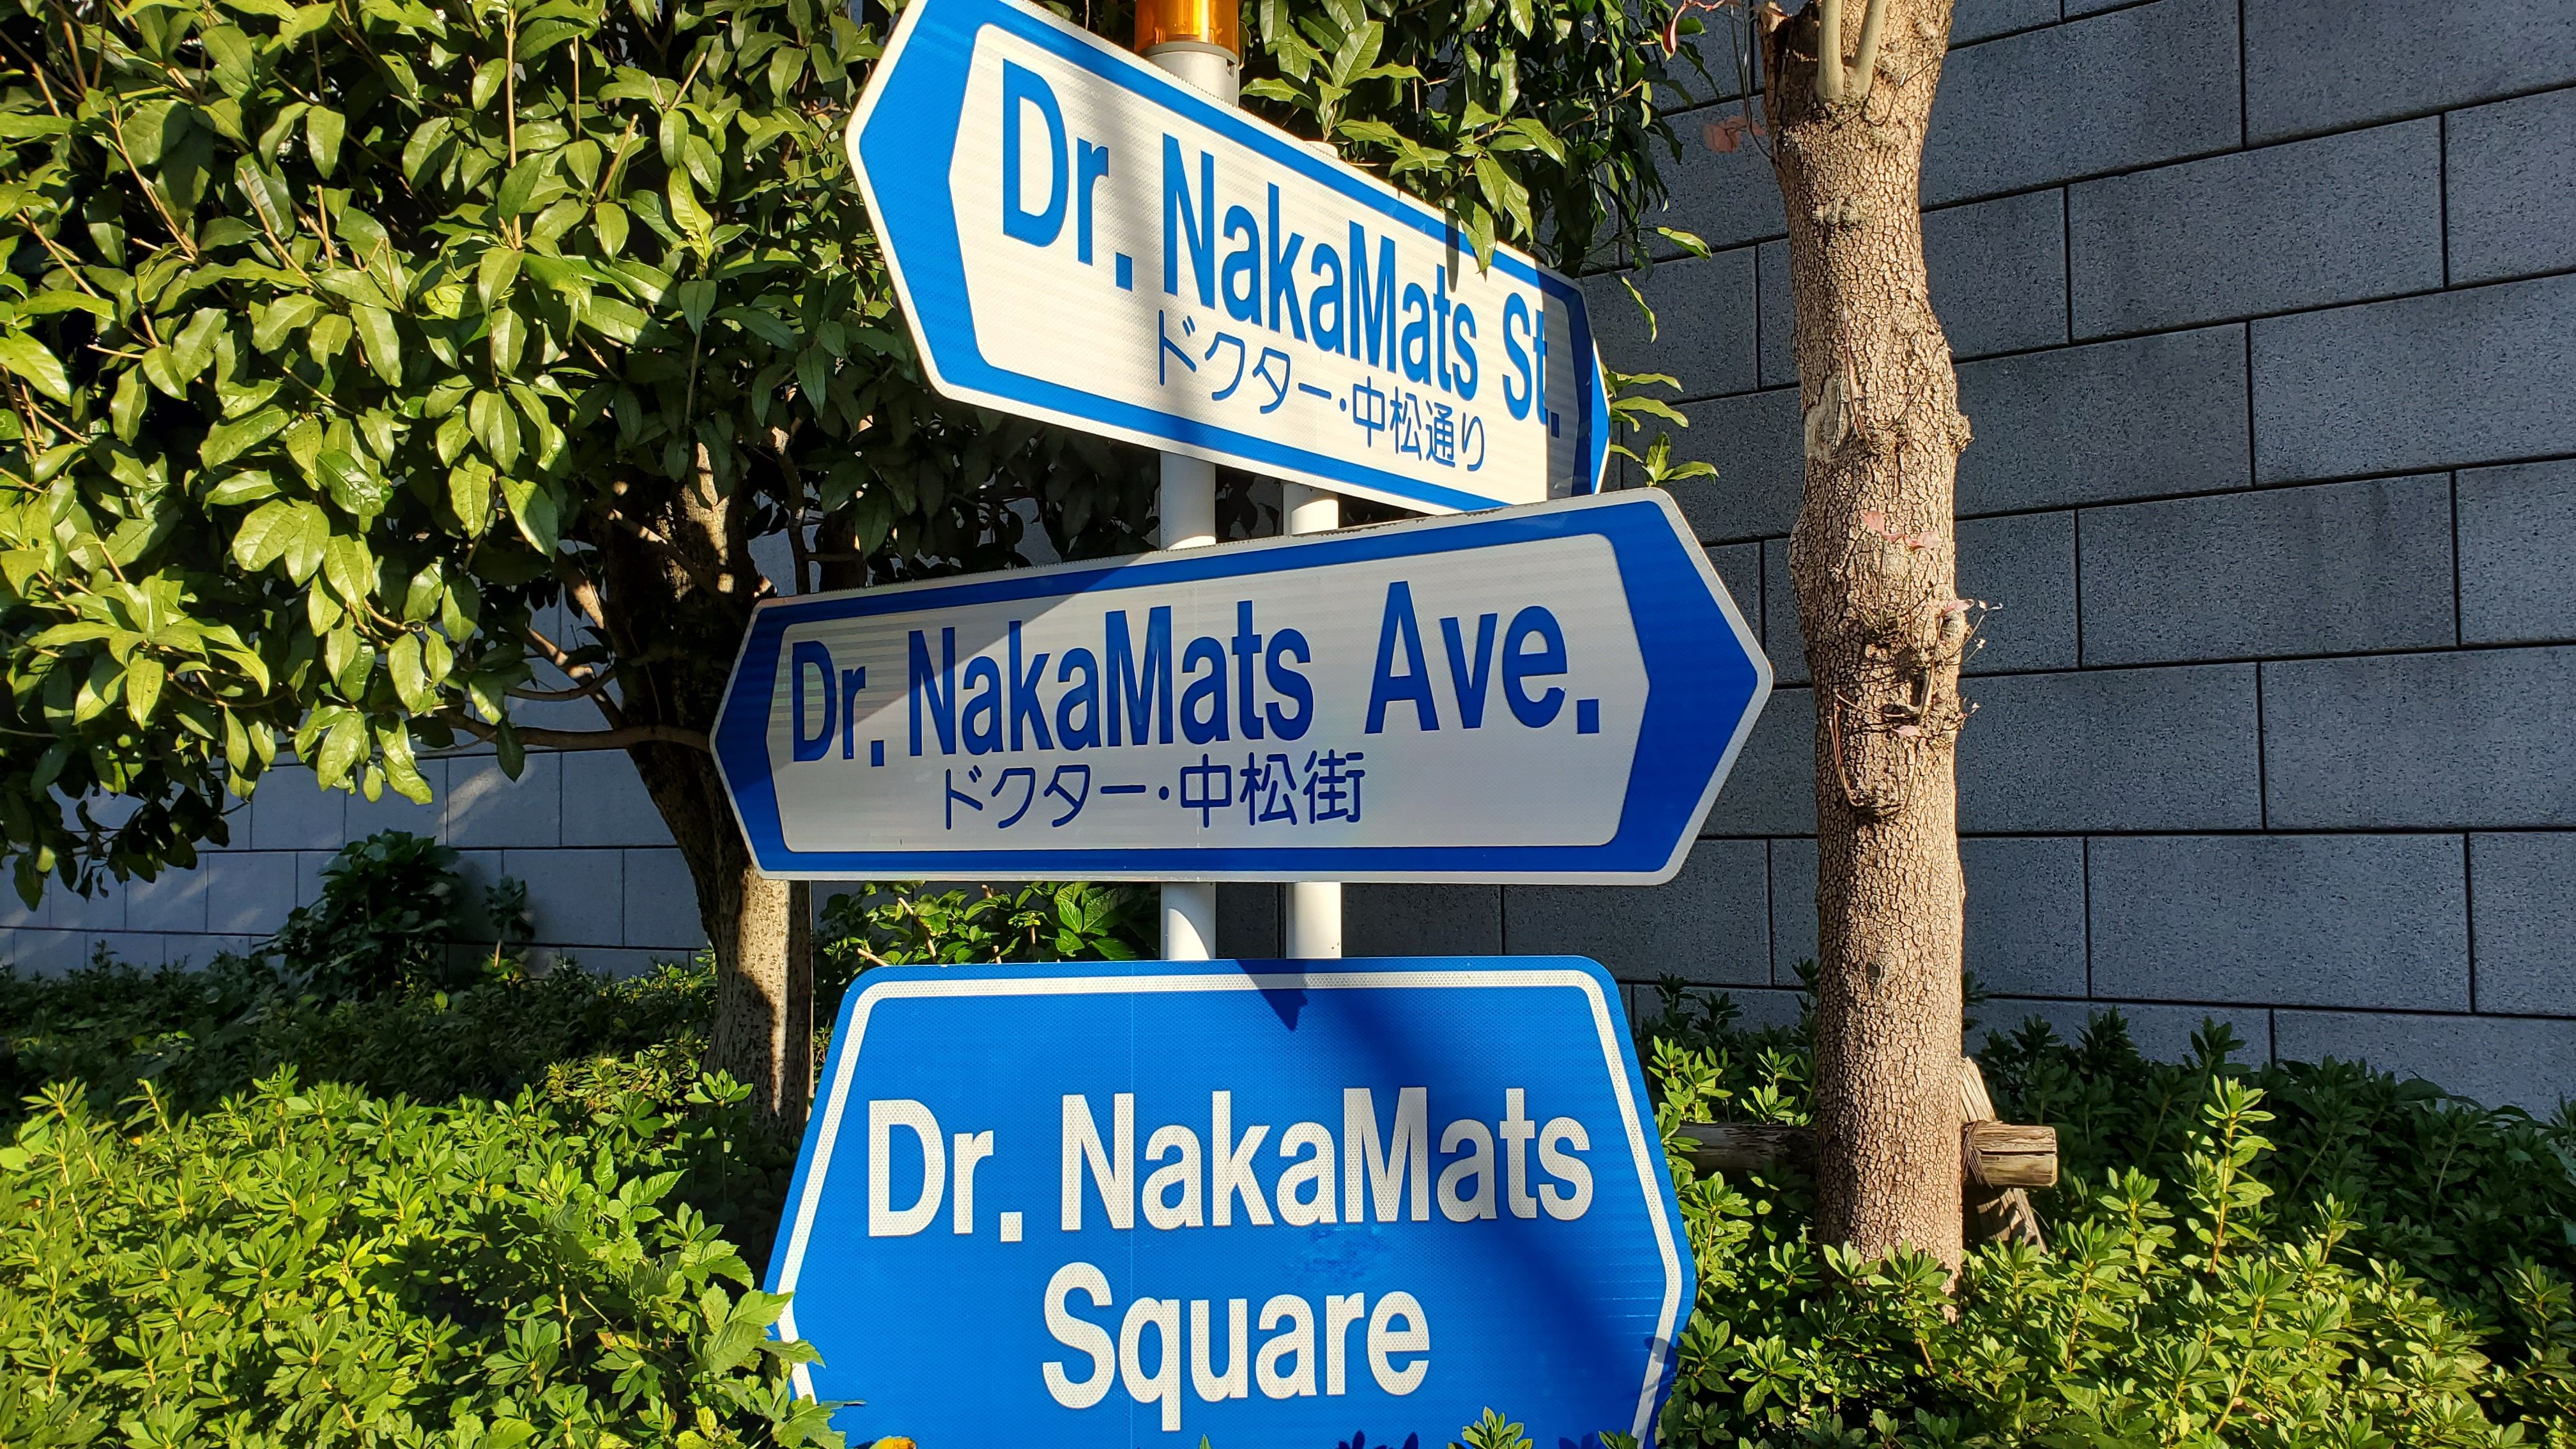 Dr. NakaMats St.
ドクター・中松通り
Dr. NakaMats Ave.
ドクター・中松街
Dr. NakaMats
Square